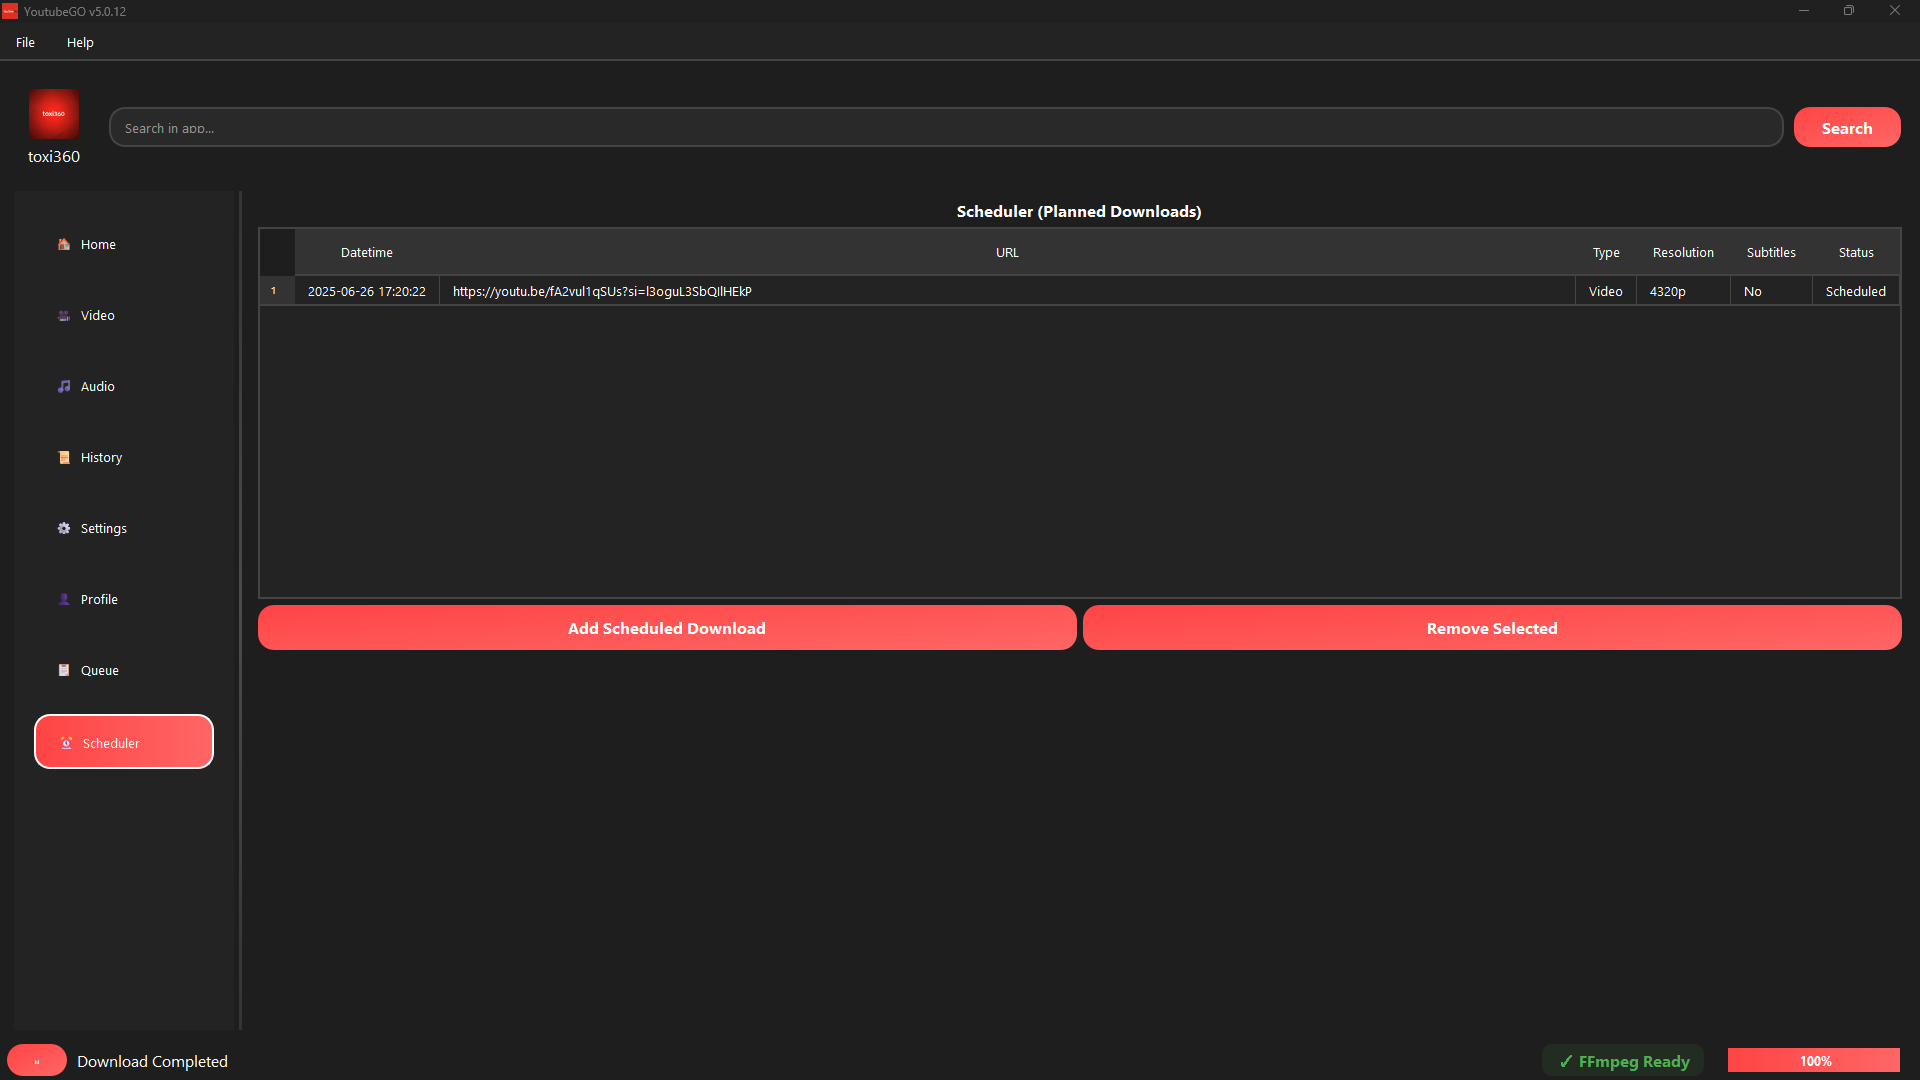 YoutubeGO v5.0.12
File Help
toxi360
Search in app...
Search
toxi360
Home
Video
Audio
History
Settings
Profile
Queue
Scheduler
Scheduler (Planned Downloads)
Datetime URL Type Resolution Subtitles Status
1 2025-06-26 17:20:22 https://youtu.be/fA2vul1qSUs?si=l3oguL3SbQIlHEkP Video 4320p No Scheduled
Add Scheduled Download Remove Selected
Download Completed
✓ FFmpeg Ready
100%